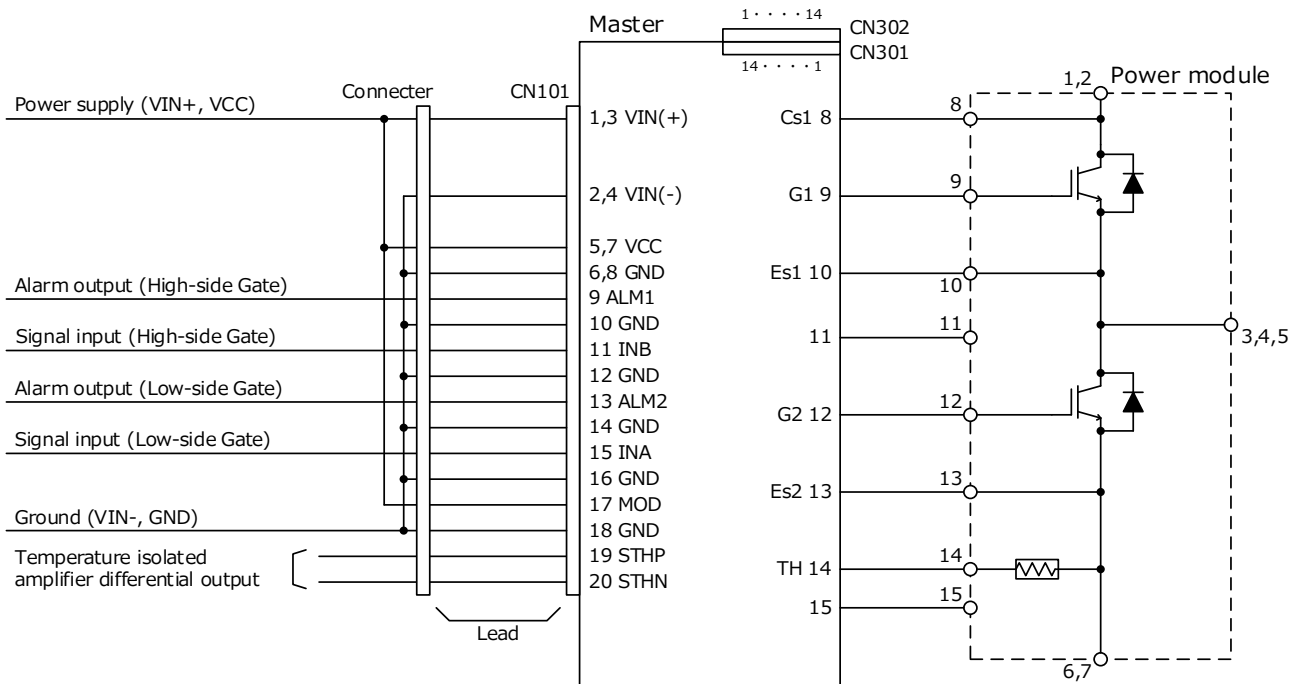 Master
1 · · · · 14
CN302
CN301
14 · · · · 1
Power supply (VIN+, VCC)
Connecter
CN101
1,3 VIN(+)
2,4 VIN(-)
5,7 VCC
6,8 GND
Alarm output (High-side Gate)
9 ALM1
10 GND
Signal input (High-side Gate)
11 INB
12 GND
Alarm output (Low-side Gate)
13 ALM2
14 GND
Signal input (Low-side Gate)
15 INA
16 GND
17 MOD
Ground (VIN-, GND)
18 GND
Temperature isolated
amplifier differential output
19 STHP
20 STHN
Lead
Cs1 8
G1 9
Es1 10
11
G2 12
Es2 13
TH 14
15
1,2
Power module
8
9
10
11
12
13
14
15
3,4,5
6,7